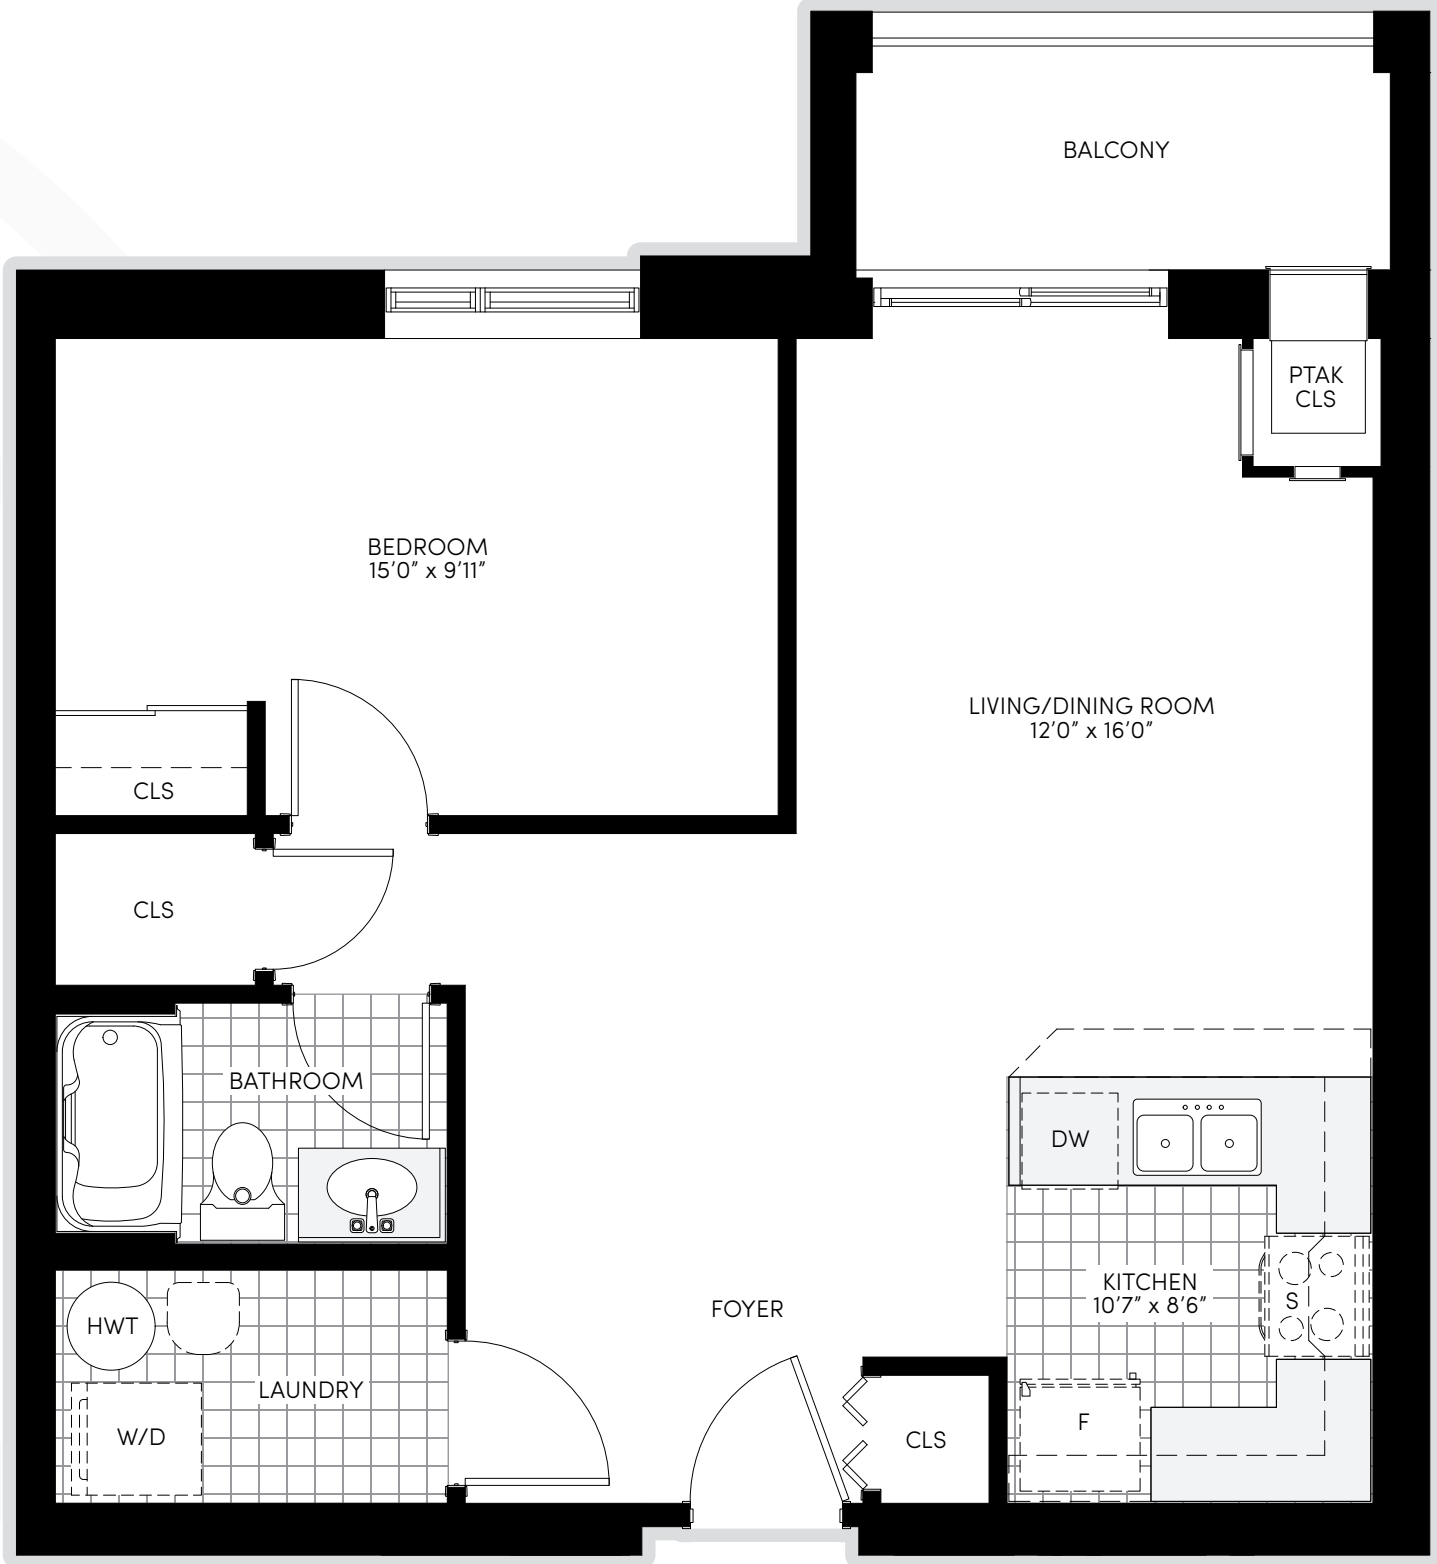 BALCONY
PTAK
CLS
BEDROOM
15'0" x 9'11"
LIVING/DINING ROOM
12'0" x 16'0"
CLS
CLS
BATHROOM
DW
KITCHEN
10'7" x 8'6"
S
FOYER
HWT
LAUNDRY
W/D
CLS
F